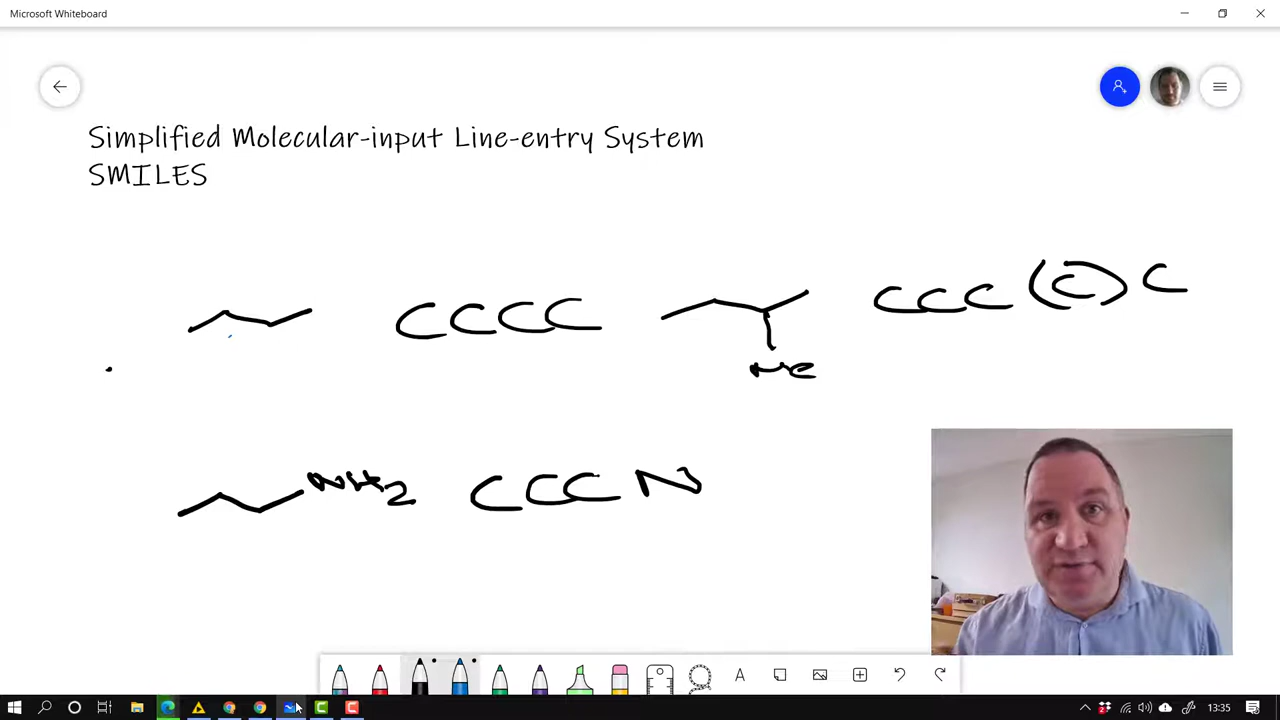 Microsoft Whiteboard
Simplified Molecular-input Line-entry System
SMILES
CCCC
CCC(C)C
Me
NH2
CCCN
A
13:35